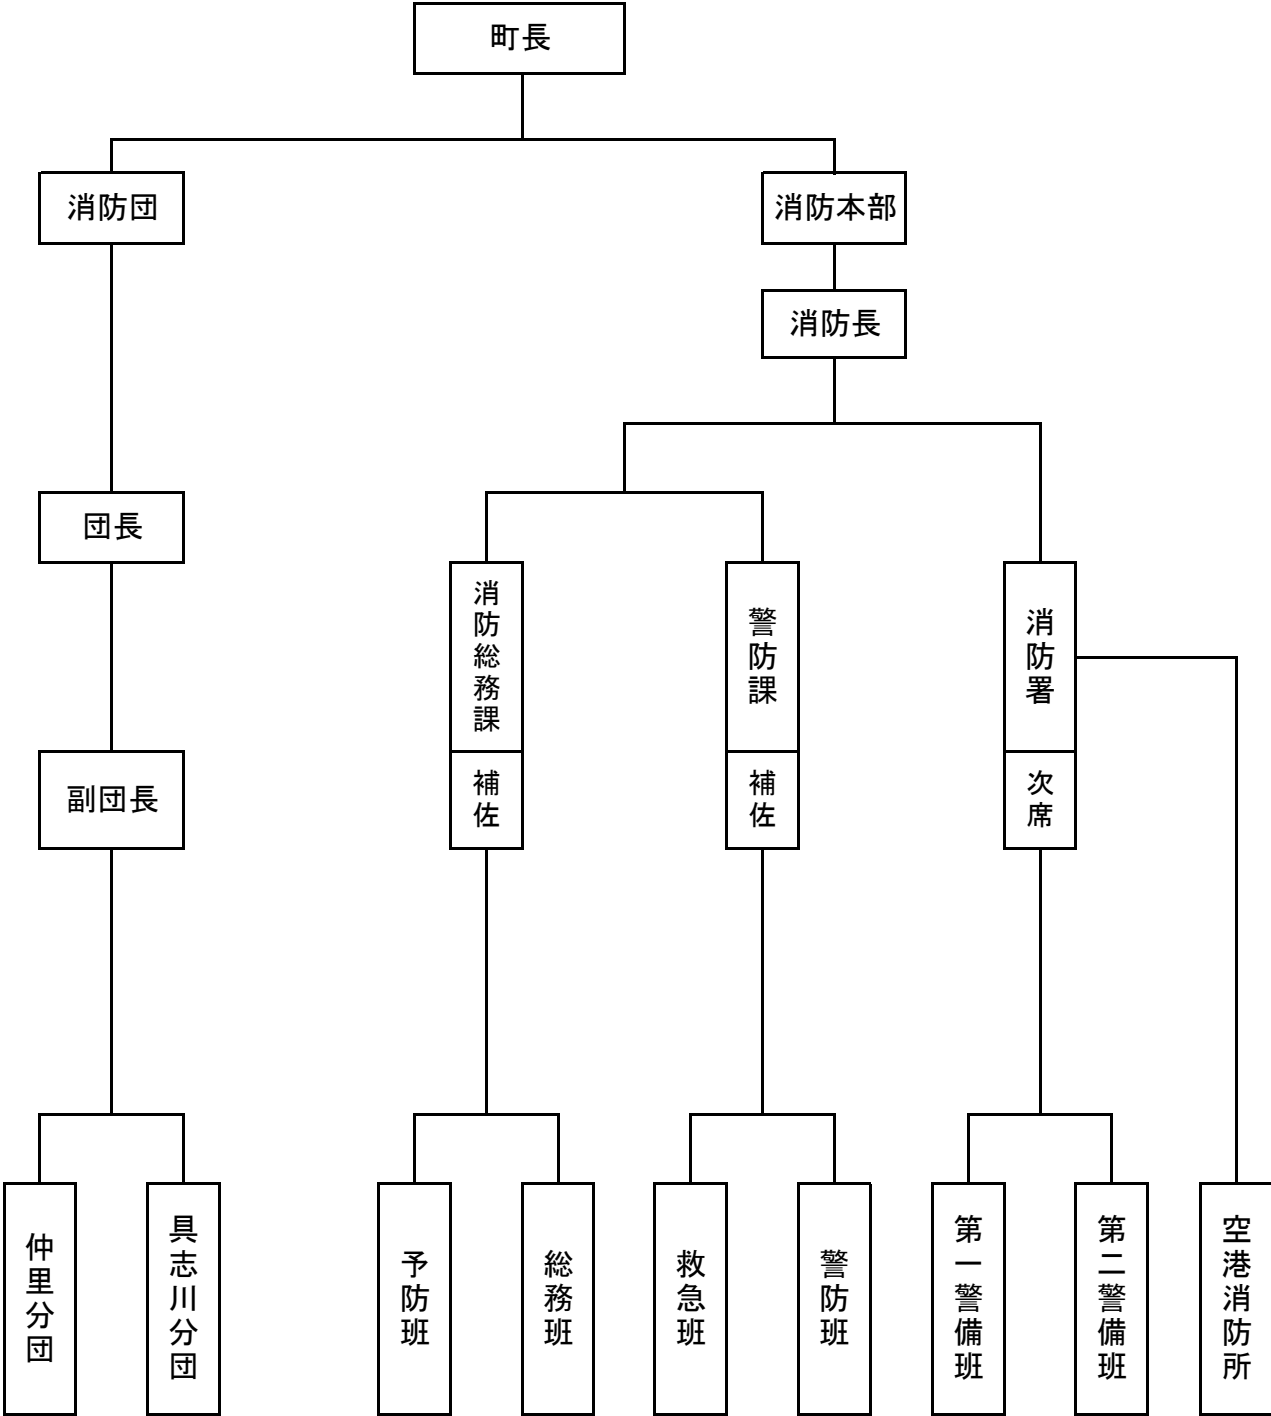 町長
消防団
消防本部
消防長
団長
消防総務課
警防課
消防署
副団長
補佐
補佐
次席
仲里分団
具志川分団
予防班
総務班
救急班
警防班
第一警備班
第二警備班
空港消防所